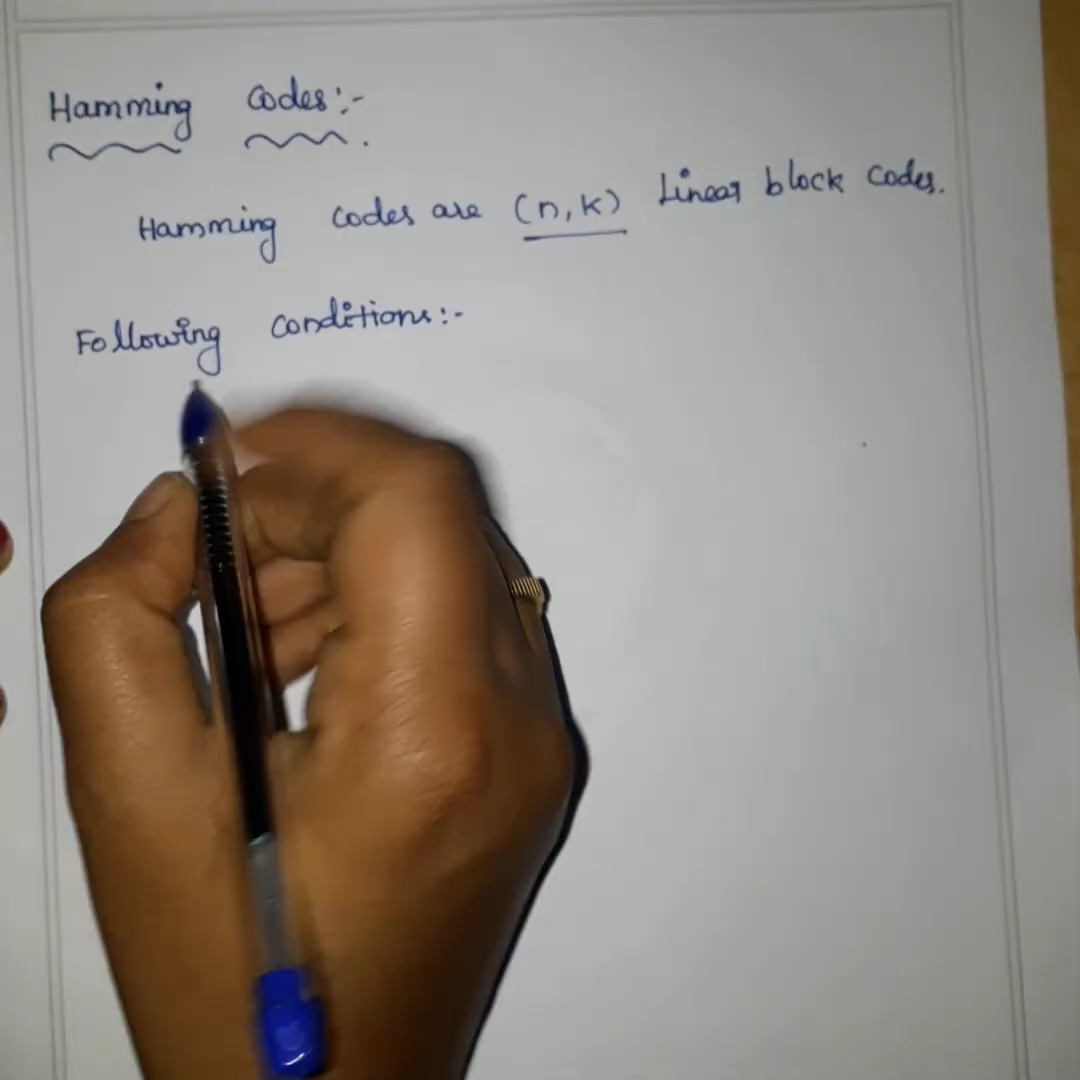 Hamming Codes:-
Hamming codes are (n,k) Linear block codes.
Following conditions:-